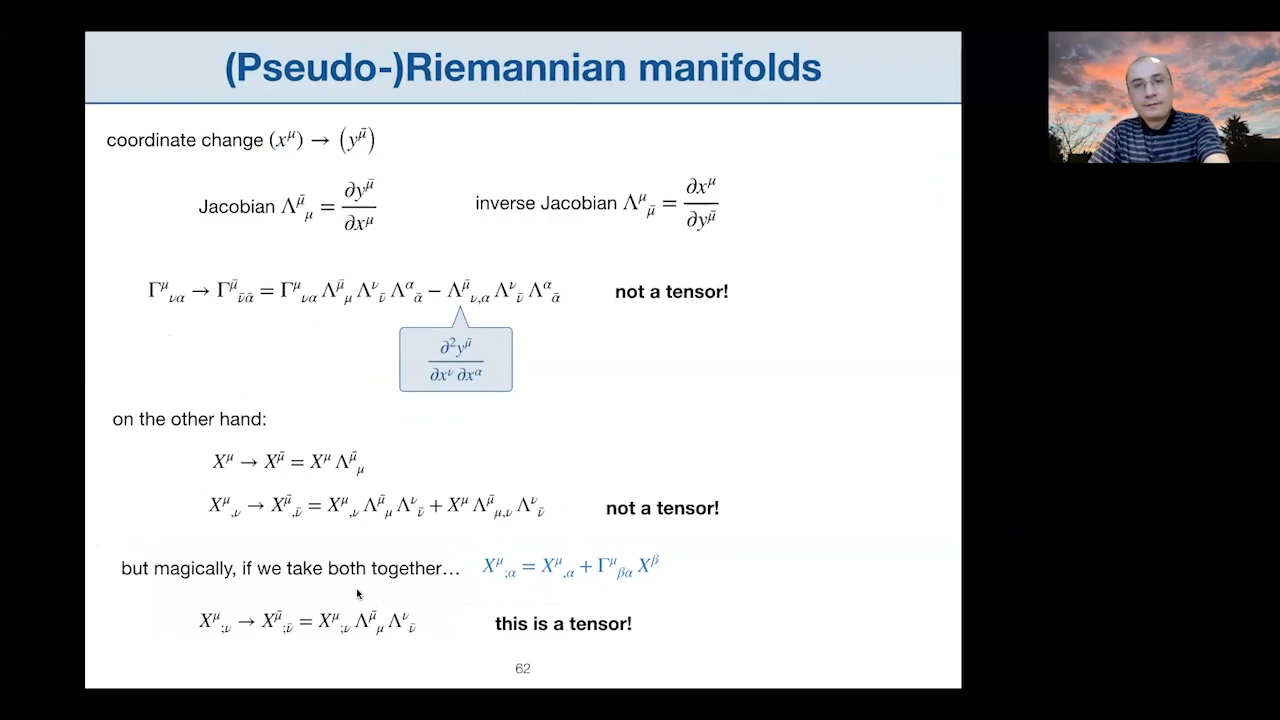 (Pseudo-)Riemannian manifolds
coordinate change (x^μ) → (y^μ̄)
Jacobian Λ^μ̄_μ = ∂y^μ̄ / ∂x^μ
inverse Jacobian Λ^μ_μ̄ = ∂x^μ / ∂y^μ̄
Γ^μ_να → Γ^μ̄_ν̄ᾱ = Γ^μ_να Λ^μ̄_μ Λ^ν_ν̄ Λ^α_ᾱ − Λ^μ̄_ν,α Λ^ν_ν̄ Λ^α_ᾱ not a tensor!
∂²y^μ̄ / ∂x^ν ∂x^α
on the other hand:
X^μ → X^μ̄ = X^μ Λ^μ̄_μ
X^μ_,ν → X^μ̄_,ν̄ = X^μ_,ν Λ^μ̄_μ Λ^ν_ν̄ + X^μ Λ^μ̄_μ,ν Λ^ν_ν̄ not a tensor!
but magically, if we take both together… X^μ_;α = X^μ_,α + Γ^μ_βα X^β
X^μ_;ν → X^μ̄_;ν̄ = X^μ_;ν Λ^μ̄_μ Λ^ν_ν̄ this is a tensor!
62